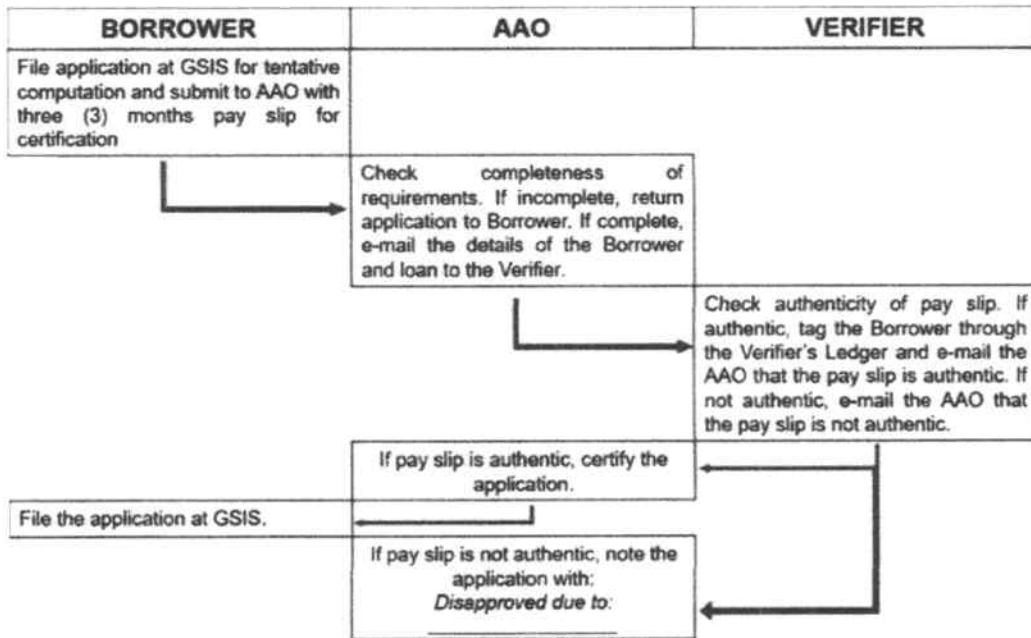 BORROWER
AAO
VERIFIER
File application at GSIS for tentative
computation and submit to AAO with
three (3) months pay slip for
certification
Check completeness of
requirements. If incomplete, return
application to Borrower. If complete,
e-mail the details of the Borrower
and loan to the Verifier.
Check authenticity of pay slip. If
authentic, tag the Borrower through
the Verifier's Ledger and e-mail the
AAO that the pay slip is authentic. If
not authentic, e-mail the AAO that
the pay slip is not authentic.
If pay slip is authentic, certify the
application.
File the application at GSIS.
If pay slip is not authentic, note the
application with:
Disapproved due to: